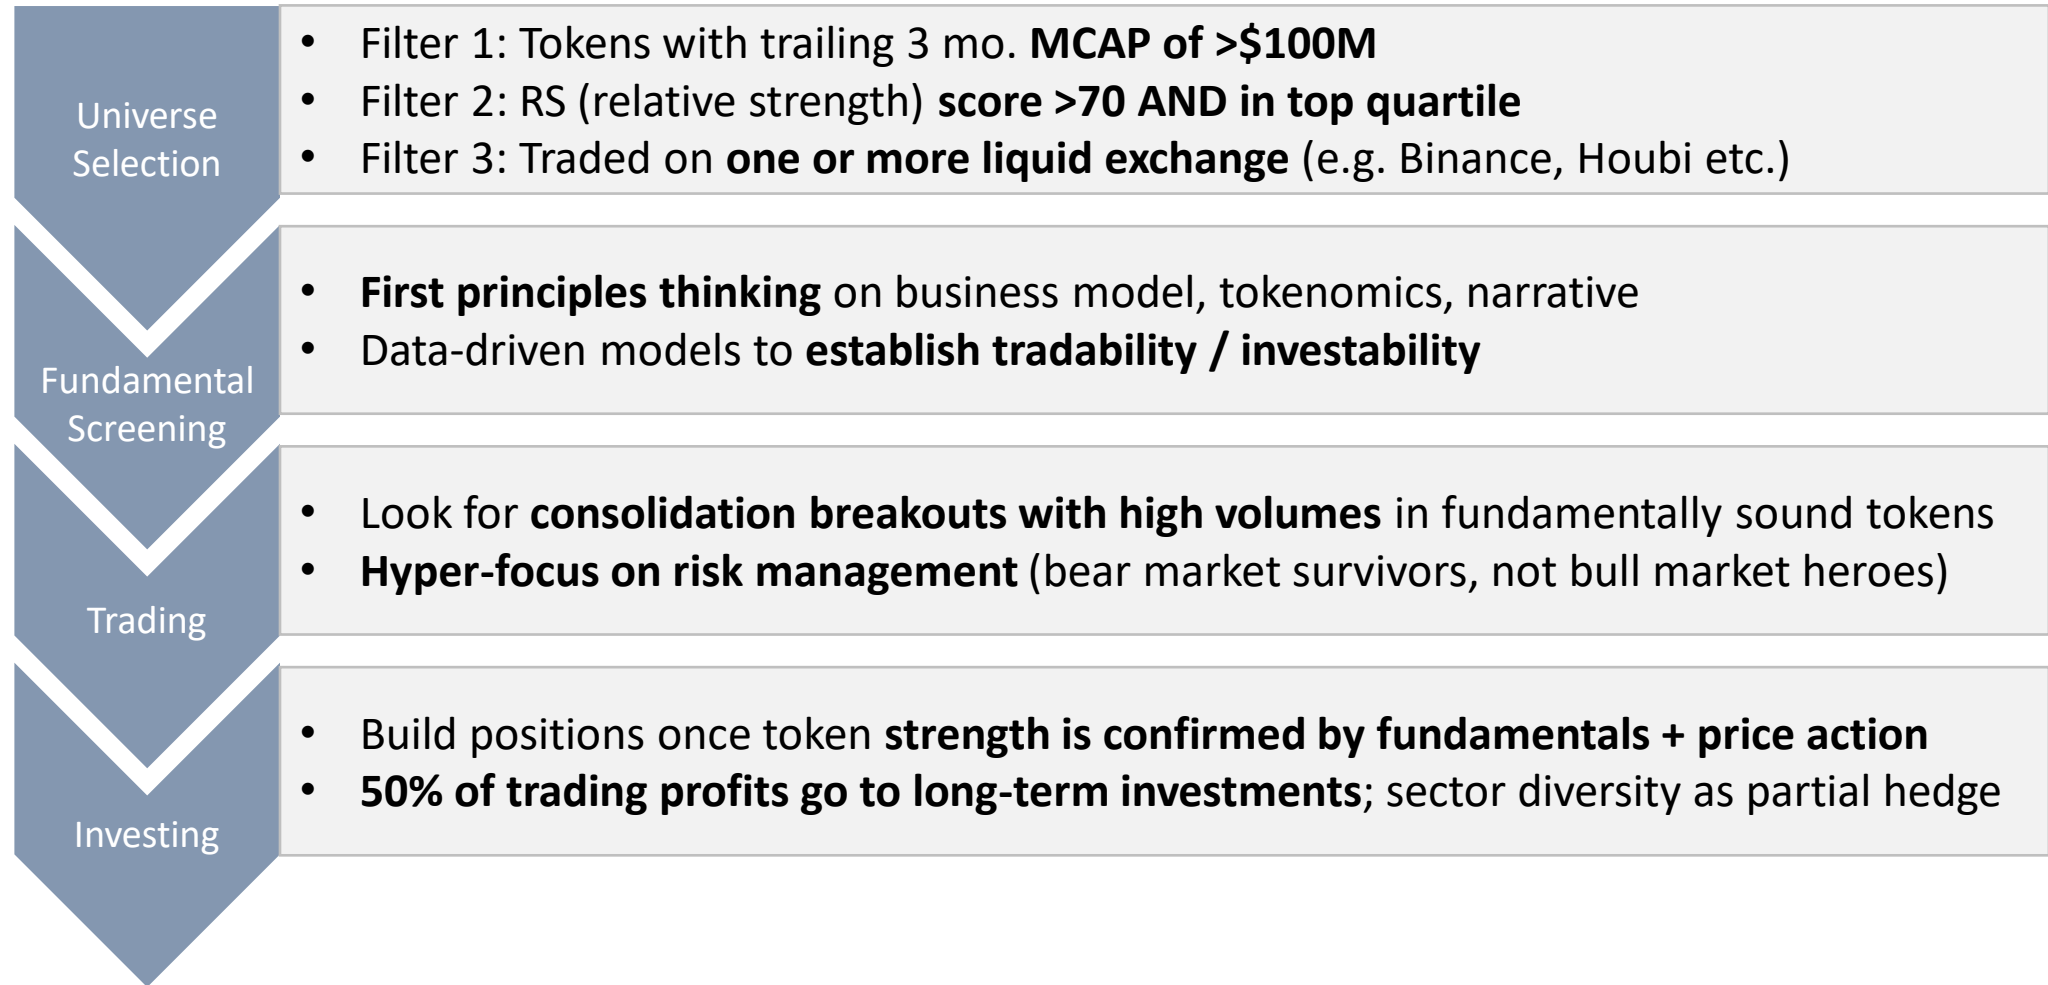 Universe
Selection
• Filter 1: Tokens with trailing 3 mo. MCAP of >$100M
• Filter 2: RS (relative strength) score >70 AND in top quartile
• Filter 3: Traded on one or more liquid exchange (e.g. Binance, Houbi etc.)
Fundamental
Screening
• First principles thinking on business model, tokenomics, narrative
• Data-driven models to establish tradability / investability
Trading
• Look for consolidation breakouts with high volumes in fundamentally sound tokens
• Hyper-focus on risk management (bear market survivors, not bull market heroes)
Investing
• Build positions once token strength is confirmed by fundamentals + price action
• 50% of trading profits go to long-term investments; sector diversity as partial hedge